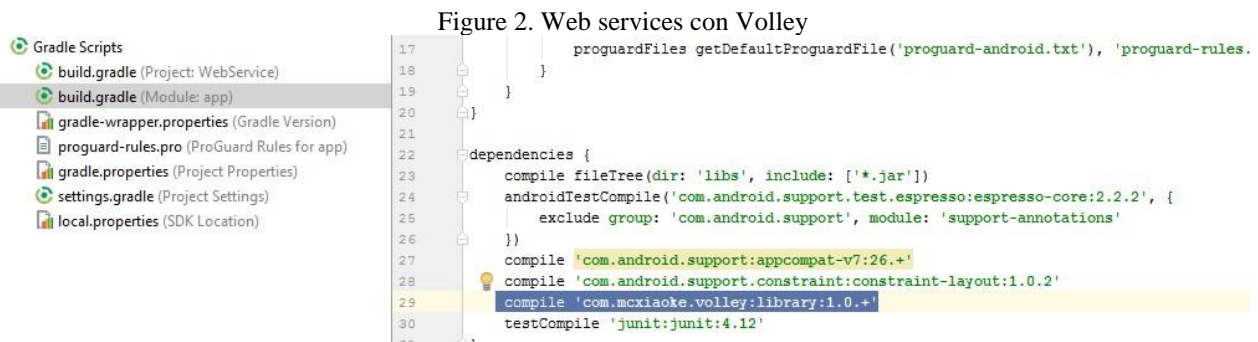 Figure 2. Web services con Volley
Gradle Scripts
build.gradle (Project: WebService)
build.gradle (Module: app)
gradle-wrapper.properties (Gradle Version)
proguard-rules.pro (ProGuard Rules for app)
gradle.properties (Project Properties)
settings.gradle (Project Settings)
local.properties (SDK Location)
17 proguardFiles getDefaultProguardFile('proguard-android.txt'), 'proguard-rules.
18 }
19 }
20 }
21
22 dependencies {
23 compile fileTree(dir: 'libs', include: ['*.jar'])
24 androidTestCompile('com.android.support.test.espresso:espresso-core:2.2.2', {
25 exclude group: 'com.android.support', module: 'support-annotations'
26 })
27 compile 'com.android.support:appcompat-v7:26.+'
28 compile 'com.android.support.constraint:constraint-layout:1.0.2'
29 compile 'com.mcxiaoke.volley:library:1.0.+'
30 testCompile 'junit:junit:4.12'